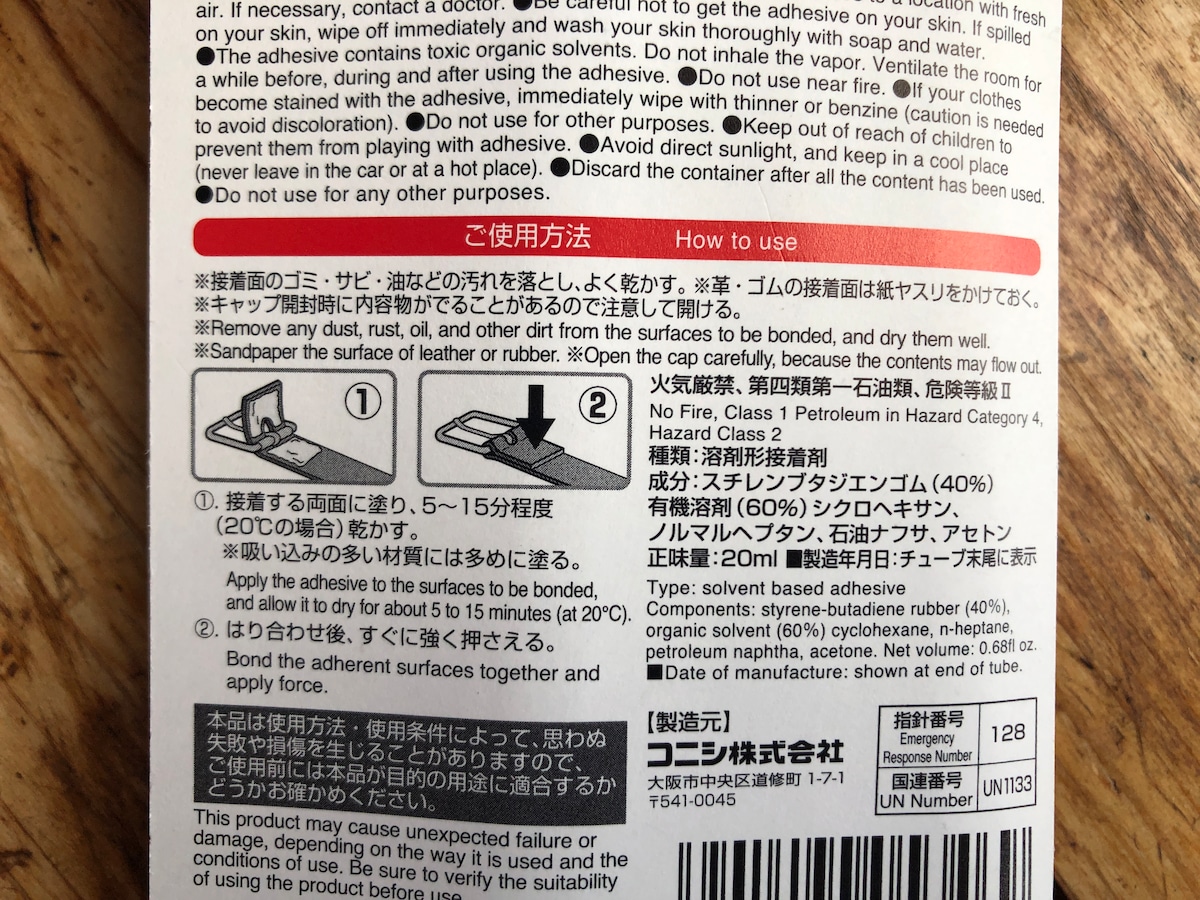 air. If necessary, contact a doctor. ●Be careful not to get the adhesive on your skin. If spilled
to a location with fresh
on your skin, wipe off immediately and wash your skin thoroughly with soap and water.
●The adhesive contains toxic organic solvents. Do not inhale the vapor. Ventilate the room for
a while before, during and after using the adhesive. ●Do not use near fire. ●If your clothes
become stained with the adhesive, immediately wipe with thinner or benzine (caution is needed
to avoid discoloration). ●Do not use for other purposes. ●Keep out of reach of children to
prevent them from playing with adhesive. ●Avoid direct sunlight, and keep in a cool place
(never leave in the car or at a hot place). ●Discard the container after all the content has been used.
●Do not use for any other purposes.
ご使用方法 How to use
※接着面のゴミ・サビ・油などの汚れを落とし、よく乾かす。※革・ゴムの接着面は紙ヤスリをかけておく。
※キャップ開封時に内容物がでることがあるので注意して開ける。
※Remove any dust, rust, oil, and other dirt from the surfaces to be bonded, and dry them well.
※Sandpaper the surface of leather or rubber. ※Open the cap carefully, because the contents may flow out.
①
②
①. 接着する両面に塗り、5〜15分程度
(20℃の場合)乾かす。
※吸い込みの多い材質には多めに塗る。
Apply the adhesive to the surfaces to be bonded,
and allow it to dry for about 5 to 15 minutes (at 20°C).
②. はり合わせ後、すぐに強く押さえる。
Bond the adherent surfaces together and
apply force.
火気厳禁、第四類第一石油類、危険等級Ⅱ
No Fire, Class 1 Petroleum in Hazard Category 4,
Hazard Class 2
種類:溶剤形接着剤
成分:スチレンブタジエンゴム(40%)
有機溶剤(60%)シクロヘキサン、
ノルマルヘプタン、石油ナフサ、アセトン
正味量:20ml ■製造年月日:チューブ末尾に表示
Type: solvent based adhesive
Components: styrene-butadiene rubber (40%),
organic solvent (60%) cyclohexane, n-heptane,
petroleum naphtha, acetone. Net volume: 0.68fl oz.
■Date of manufacture: shown at end of tube.
本品は使用方法・使用条件によって、思わぬ
失敗や損傷を生じることがありますので、
ご使用前には本品が目的の用途に適合するか
どうかお確かめください。
This product may cause unexpected failure or
damage, depending on the way it is used and the
conditions of use. Be sure to verify the suitability
of using the product before use.
【製造元】
コニシ株式会社
大阪市中央区道修町 1-7-1
〒541-0045
指針番号
Emergency
Response Number
128
国連番号
UN Number
UN1133